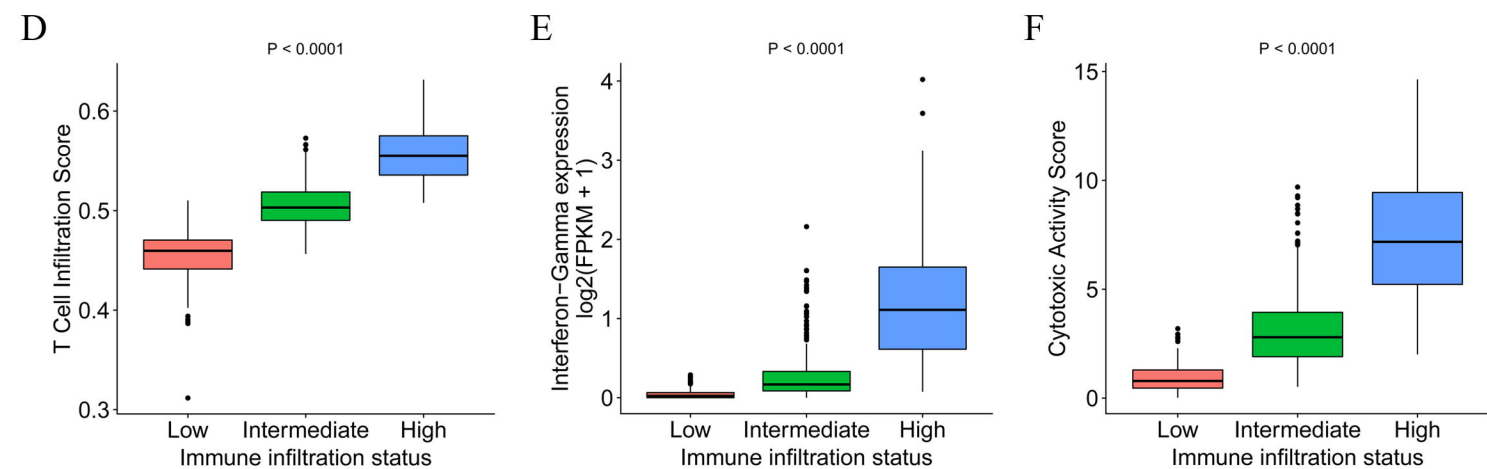 D
P < 0.0001
T Cell Infiltration Score
0.6
0.5
0.4
0.3
Low Intermediate High
Immune infiltration status
E
P < 0.0001
Interferon−Gamma expression
log2(FPKM + 1)
4
3
2
1
0
Low Intermediate High
Immune infiltration status
F
P < 0.0001
Cytotoxic Activity Score
15
10
5
0
Low Intermediate High
Immune infiltration status